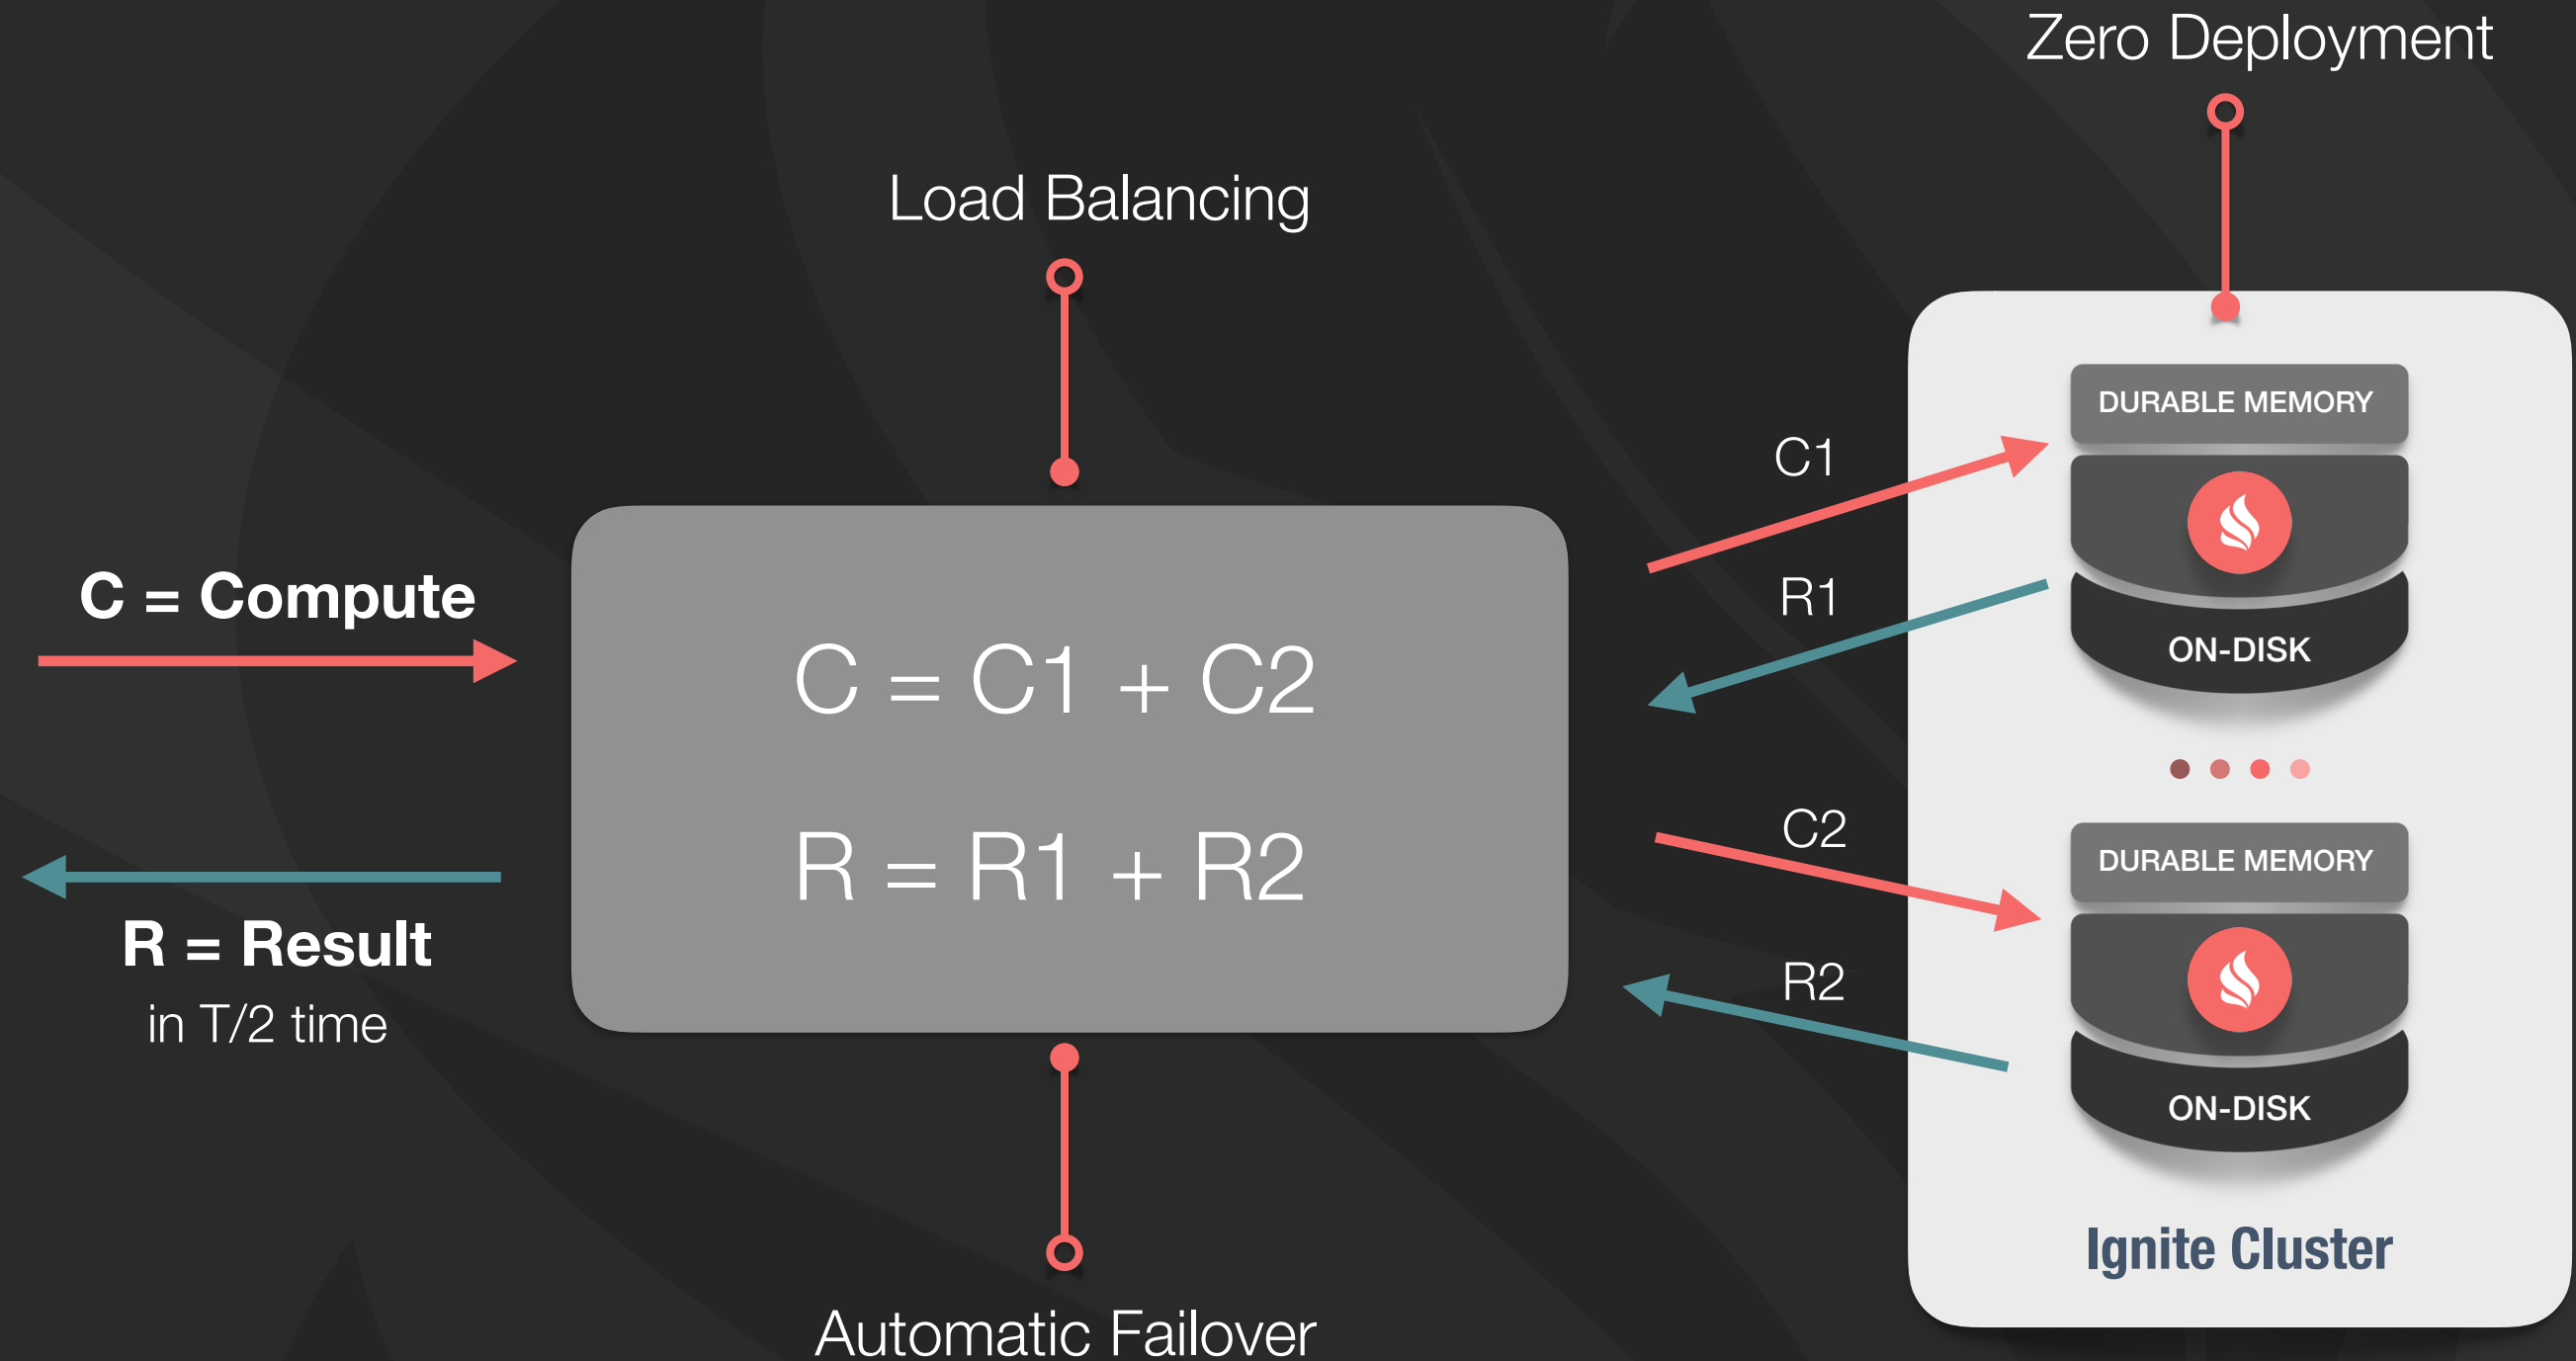 Zero Deployment
Load Balancing
C = Compute
C = C1 + C2
R = R1 + R2
R = Result
in T/2 time
Automatic Failover
C1
R1
C2
R2
DURABLE MEMORY
ON-DISK
DURABLE MEMORY
ON-DISK
Ignite Cluster